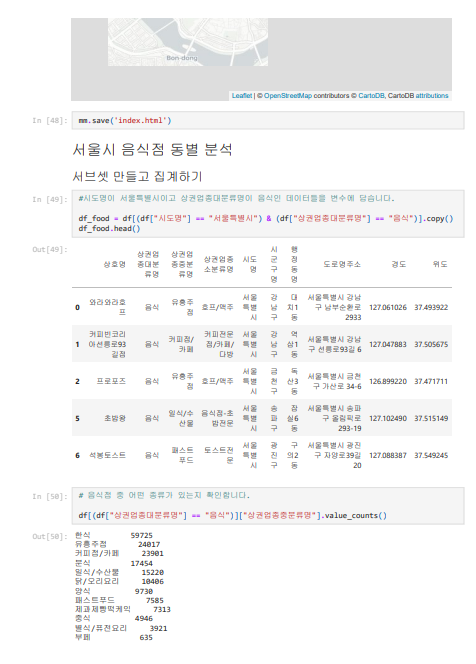 Ban-dong
Leaflet | © OpenStreetMap contributors © CartoDB, CartoDB attributions
In [48]: mm.save('index.html')
서울시 음식점 동별 분석
서브셋 만들고 집계하기
In [49]: #시도명이 서울특별시이고 상권업종대분류명이 음식인 데이터들을 변수에 담습니다.
df_food = df[(df["시도명"] == "서울특별시") & (df["상권업종대분류명"] == "음식")].copy()
df_food.head()
Out[49]:
상호명 상권업종대분류명 상권업종중분류명 상권업종소분류명 시도명 시군구명 행정동명 도로명주소 경도 위도
0 와라와라호프 음식 유흥주점 호프/맥주 서울특별시 강남구 대치1동 서울특별시 강남구 남부순환로 2933 127.061026 37.493922
1 커피빈코리아선릉로93길점 음식 커피점/카페 커피전문점/카페/다방 서울특별시 강남구 역삼1동 서울특별시 강남구 선릉로93길 6 127.047883 37.505675
2 프로포즈 음식 유흥주점 호프/맥주 서울특별시 금천구 독산3동 서울특별시 금천구 가산로 34-6 126.899220 37.471711
5 초밥왕 음식 일식/수산물 음식점-초밥전문 서울특별시 송파구 잠실6동 서울특별시 송파구 올림픽로 293-19 127.102490 37.515149
6 석봉토스트 음식 패스트푸드 토스트전문 서울특별시 광진구 구의2동 서울특별시 광진구 자양로39길 20 127.088387 37.549245
In [50]: # 음식점 중 어떤 종류가 있는지 확인합니다.
df[(df["상권업종대분류명"] == "음식")]["상권업종중분류명"].value_counts()
Out[50]: 한식 59725
유흥주점 24017
커피점/카페 23901
분식 17454
일식/수산물 15220
닭/오리요리 10406
양식 9730
패스트푸드 7585
제과제빵떡케익 7313
중식 4946
별식/퓨전요리 3921
부페 635